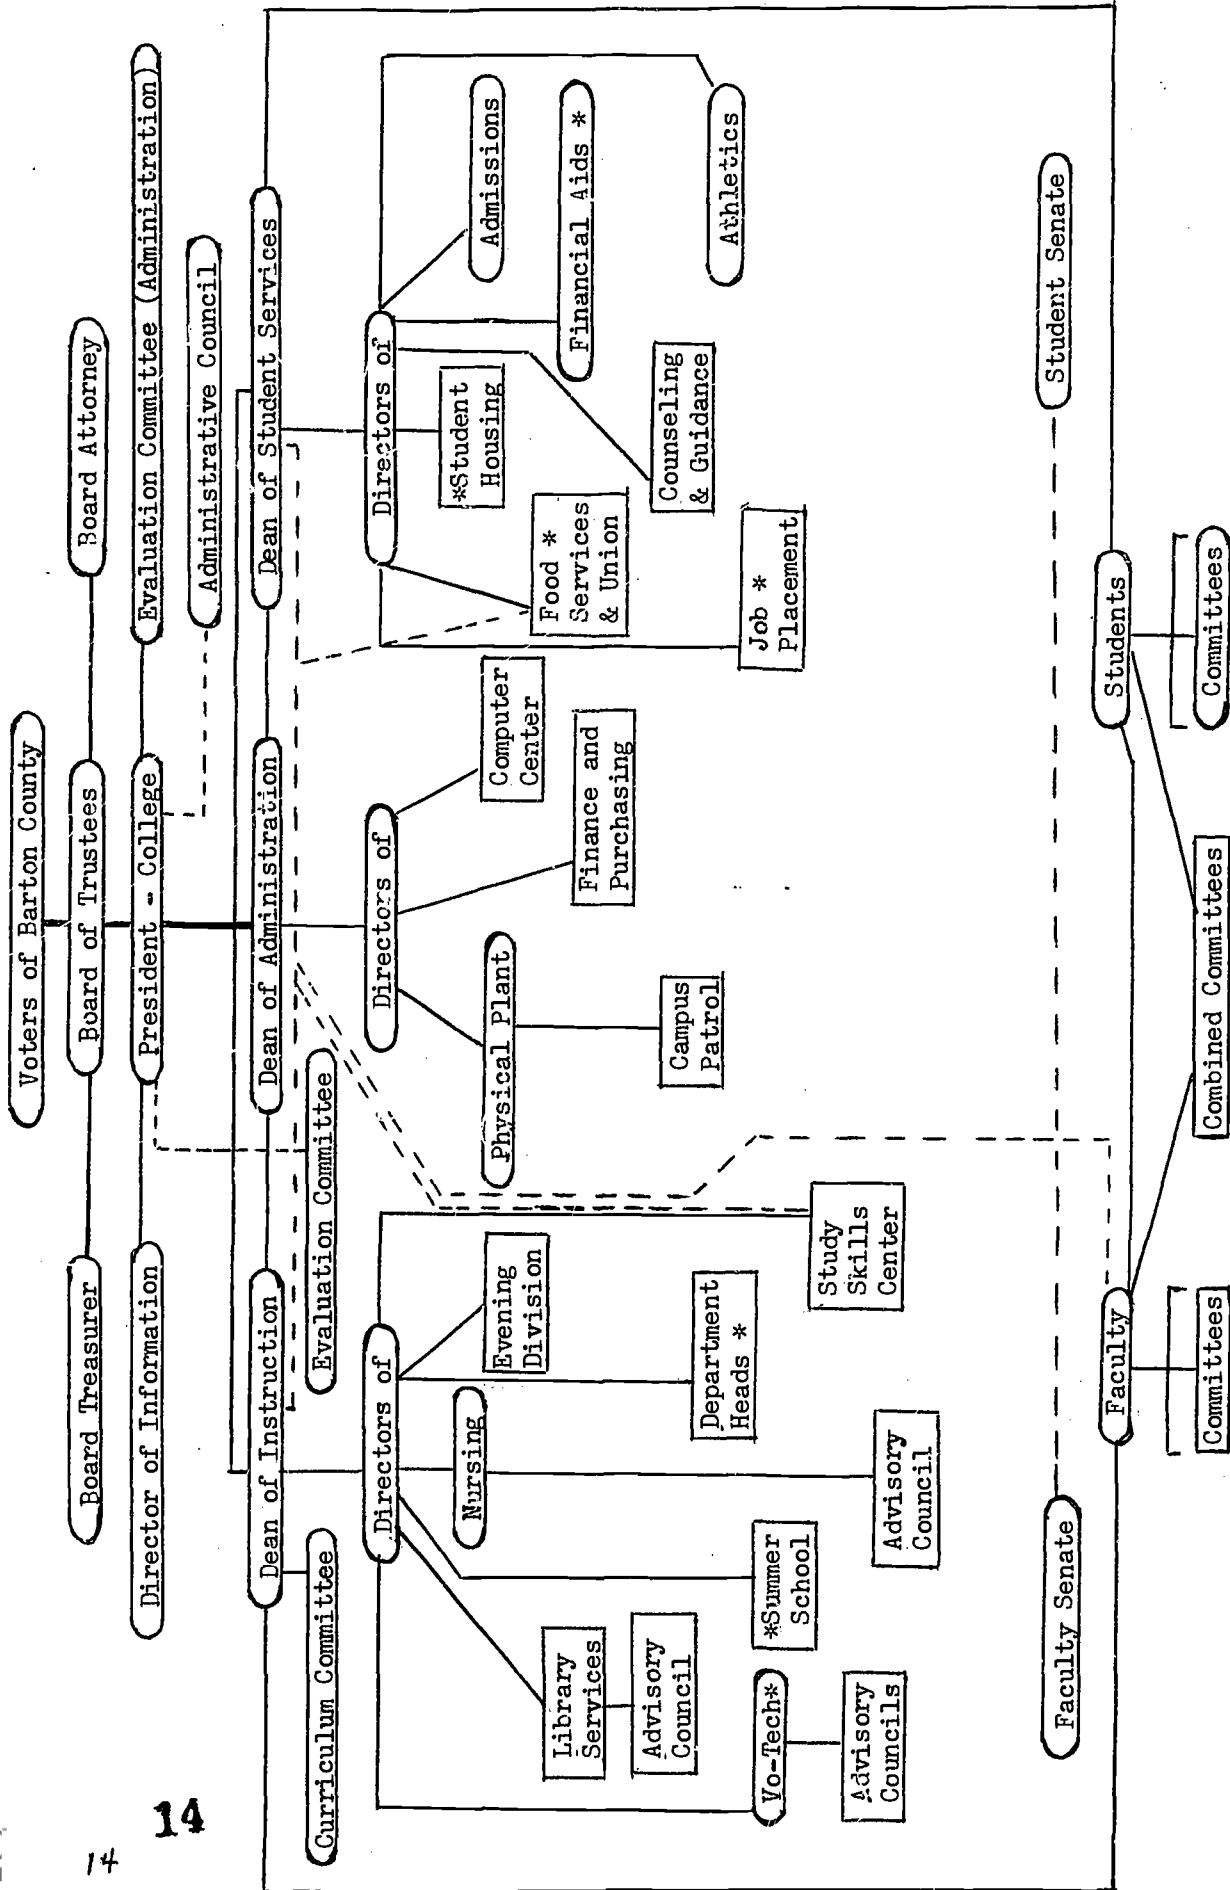 Voters of Barton County
Board Treasurer
Board of Trustees
Board Attorney
Director of Information
President - College
Evaluation Committee (Administration)
Administrative Council
Dean of Instruction
Dean of Administration
Dean of Student Services
Curriculum Committee
Evaluation Committee
Directors of
Directors of
Directors of
Nursing
Evening
Division
Physical Plant
Computer
Center
*Student
Housing
Admissions
Library
Services
Advisory
Council
Finance and
Purchasing
Food *
Services
& Union
Financial Aids *
Department
Heads *
Campus
Patrol
Counseling
& Guidance
Athletics
Vo-Tech*
*Summer
School
Study
Skills
Center
Job *
Placement
Advisory
Councils
Advisory
Council
Faculty Senate
Student Senate
Faculty
Students
Committees
Combined Committees
Committees
14
14